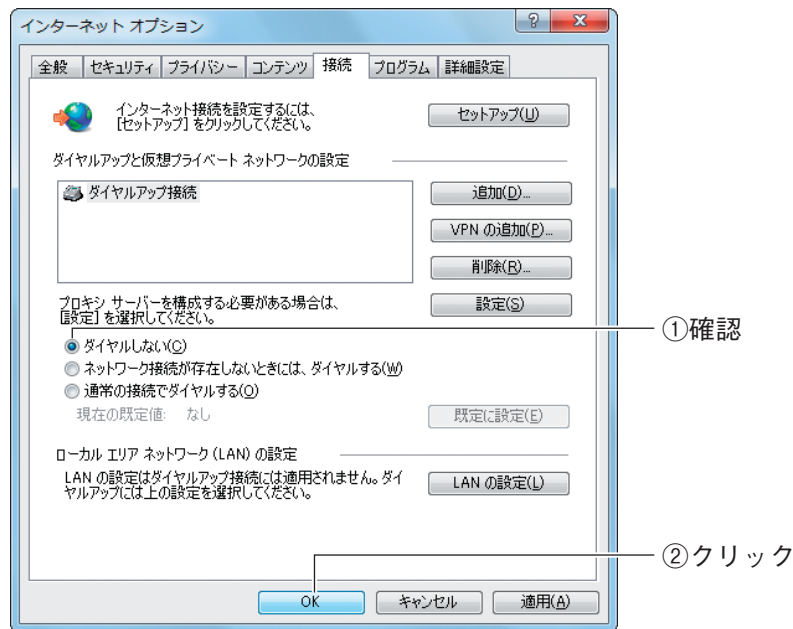 インターネット オプション
全般 セキュリティ プライバシー コンテンツ 接続 プログラム 詳細設定
インターネット接続を設定するには、
[セットアップ] をクリックしてください。
セットアップ(U)
ダイヤルアップと仮想プライベート ネットワークの設定
ダイヤルアップ接続
追加(D)...
VPN の追加(P)...
削除(R)...
プロキシ サーバーを構成する必要がある場合は、
[設定] を選択してください。
設定(S)
ダイヤルしない(C)
①確認
ネットワーク接続が存在しないときには、ダイヤルする(W)
通常の接続でダイヤルする(O)
現在の既定値: なし
既定に設定(E)
ローカル エリア ネットワーク (LAN) の設定
LAN の設定はダイヤルアップ接続には適用されません。ダイ
ヤルアップには上の設定を選択してください。
LAN の設定(L)
②クリック
OK キャンセル 適用(A)